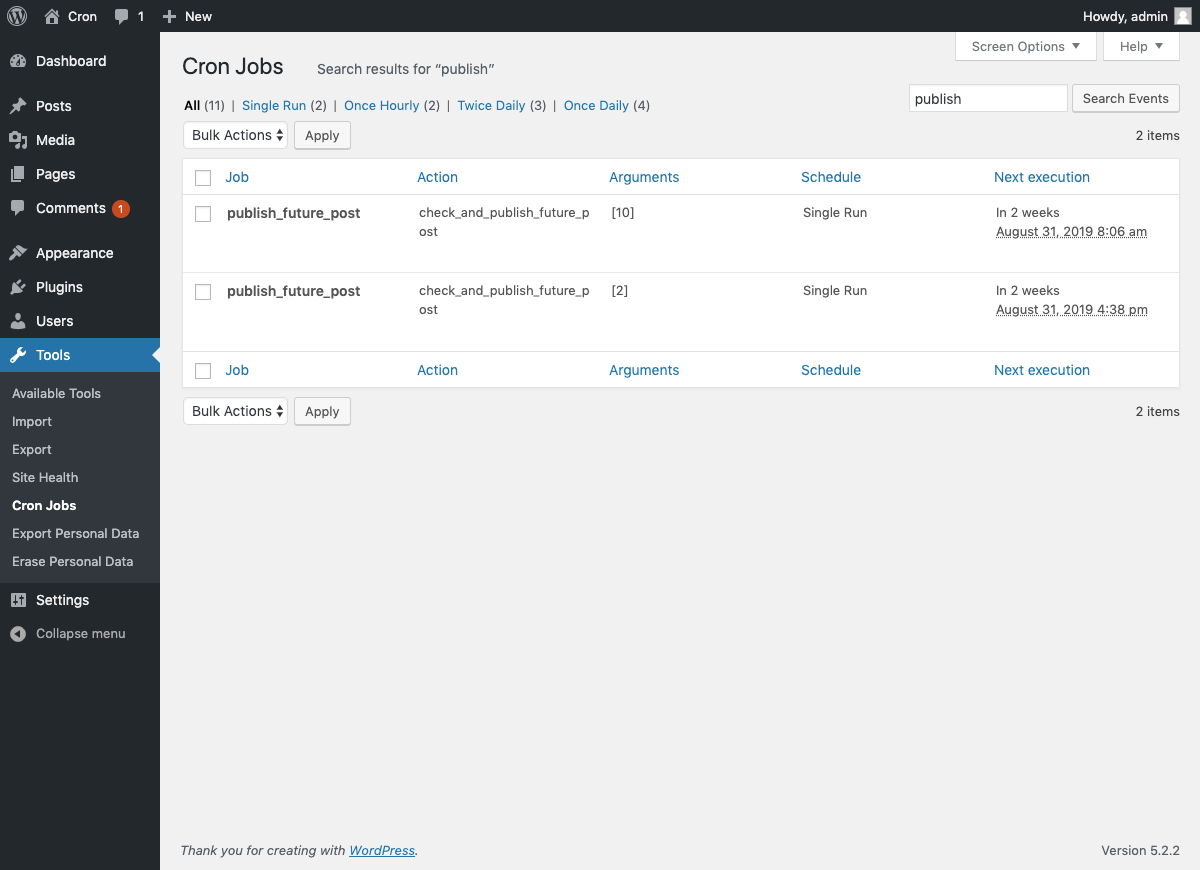 Cron 1 New Howdy, admin
Screen Options Help
Dashboard
Posts
Media
Pages
Comments 1
Appearance
Plugins
Users
Tools
Available Tools
Import
Export
Site Health
Cron Jobs
Export Personal Data
Erase Personal Data
Settings
Collapse menu
Cron Jobs Search results for “publish”
All (11) | Single Run (2) | Once Hourly (2) | Twice Daily (3) | Once Daily (4)
publish Search Events
Bulk Actions Apply 2 items
Job Action Arguments Schedule Next execution
publish_future_post check_and_publish_future_p [10] Single Run In 2 weeks
ost August 31, 2019 8:06 am
publish_future_post check_and_publish_future_p [2] Single Run In 2 weeks
ost August 31, 2019 4:38 pm
Job Action Arguments Schedule Next execution
Bulk Actions Apply 2 items
Thank you for creating with WordPress. Version 5.2.2